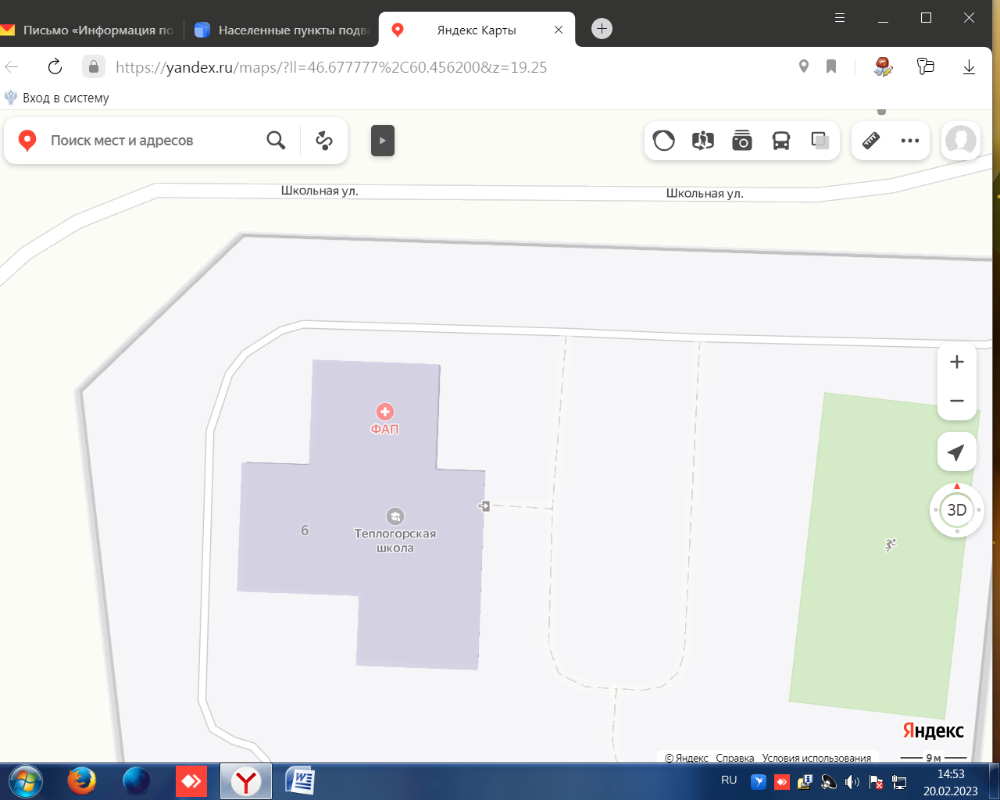 Письмо «Информация по
Населенные пункты подв
Яндекс Карты
https://yandex.ru/maps/?ll=46.677777%2C60.456200&z=19.25
Вход в систему
Поиск мест и адресов
Школьная ул.
Школьная ул.
ФАП
6
Теплогорская
школа
3D
Яндекс
© Яндекс Справка Условия использования
9 м
RU
14:53
20.02.2023